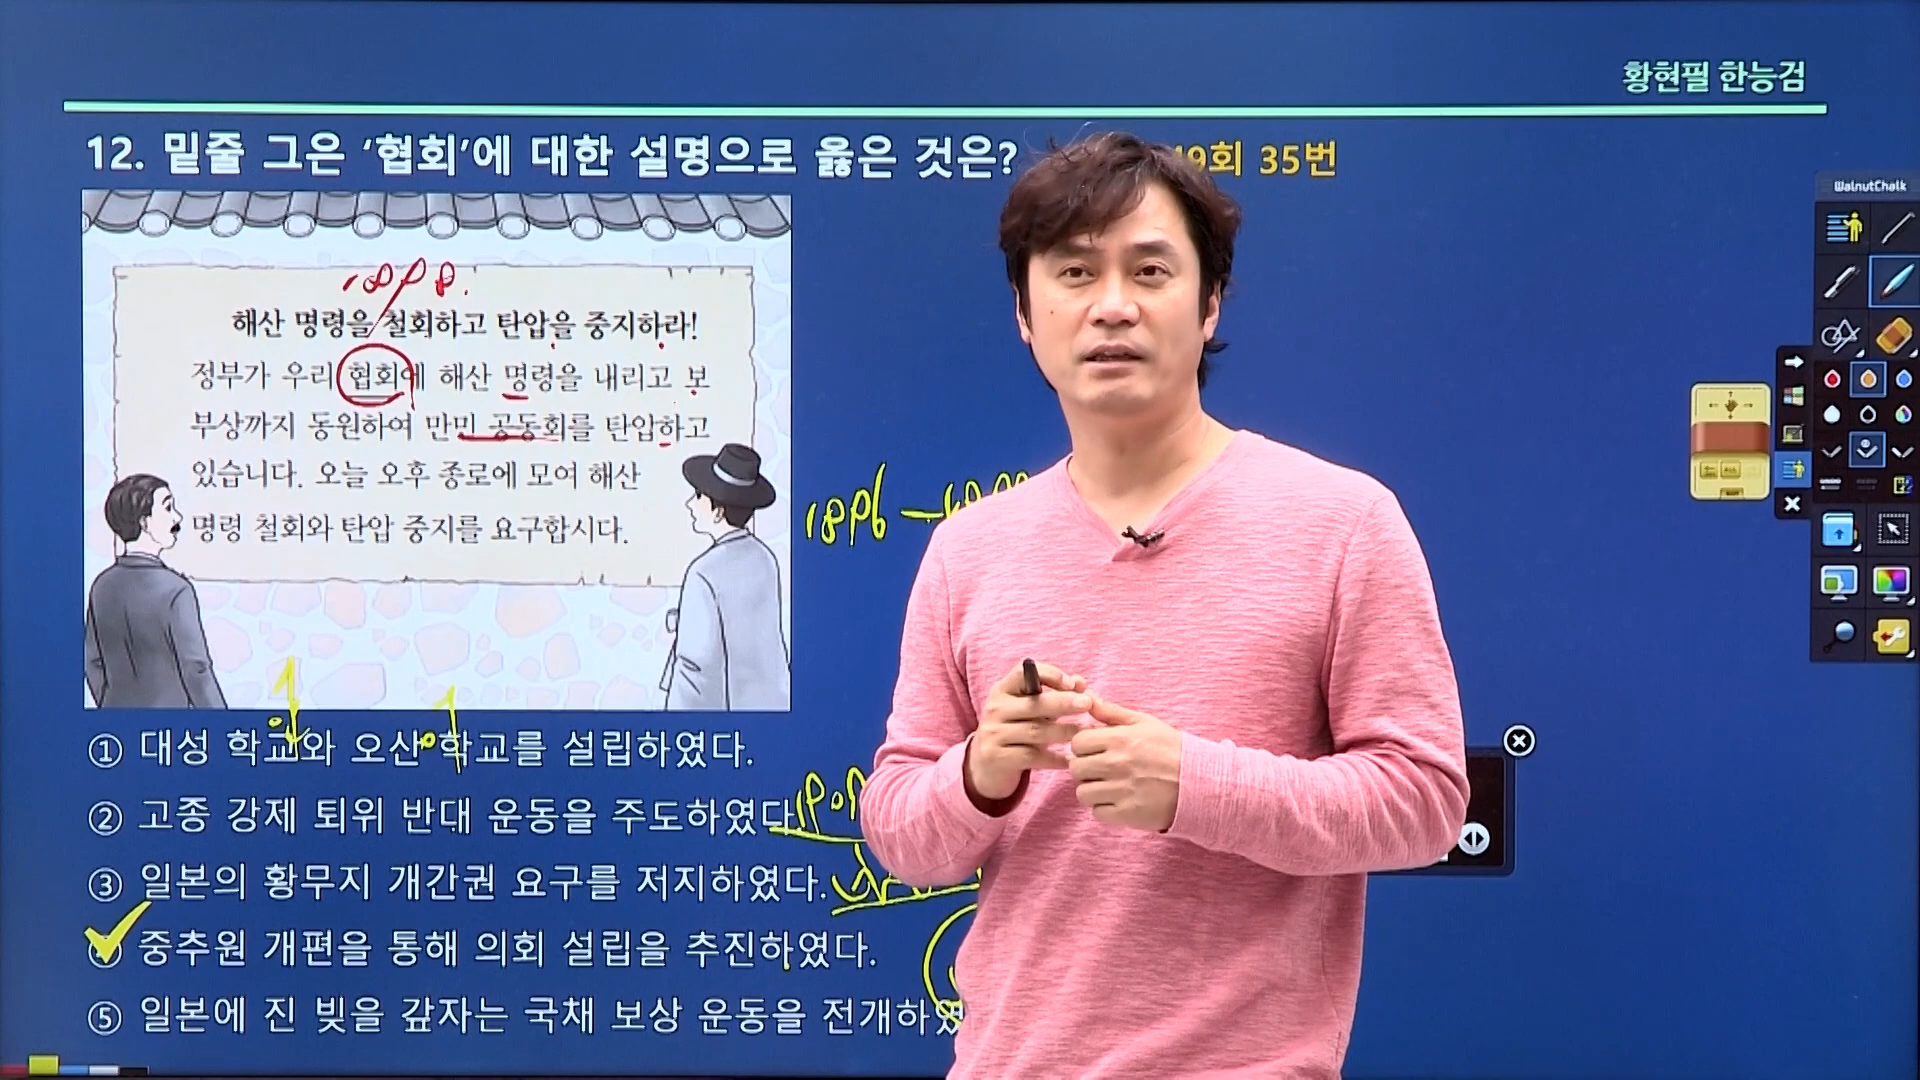 황현필 한능검
12. 밑줄 그은 ‘협회’에 대한 설명으로 옳은 것은?
회 35번
WalnutChalk
1898.
해산 명령을 철회하고 탄압을 중지하라!
정부가 우리 협회에 해산 명령을 내리고 보
부상까지 동원하여 만민 공동회를 탄압하고
있습니다. 오늘 오후 종로에 모여 해산
명령 철회와 탄압 중지를 요구합시다.
1896 –
① 대성 학교와 오산 학교를 설립하였다.
② 고종 강제 퇴위 반대 운동을 주도하였다.
③ 일본의 황무지 개간권 요구를 저지하였다.
중추원 개편을 통해 의회 설립을 추진하였다.
⑤ 일본에 진 빚을 갚자는 국채 보상 운동을 전개하였